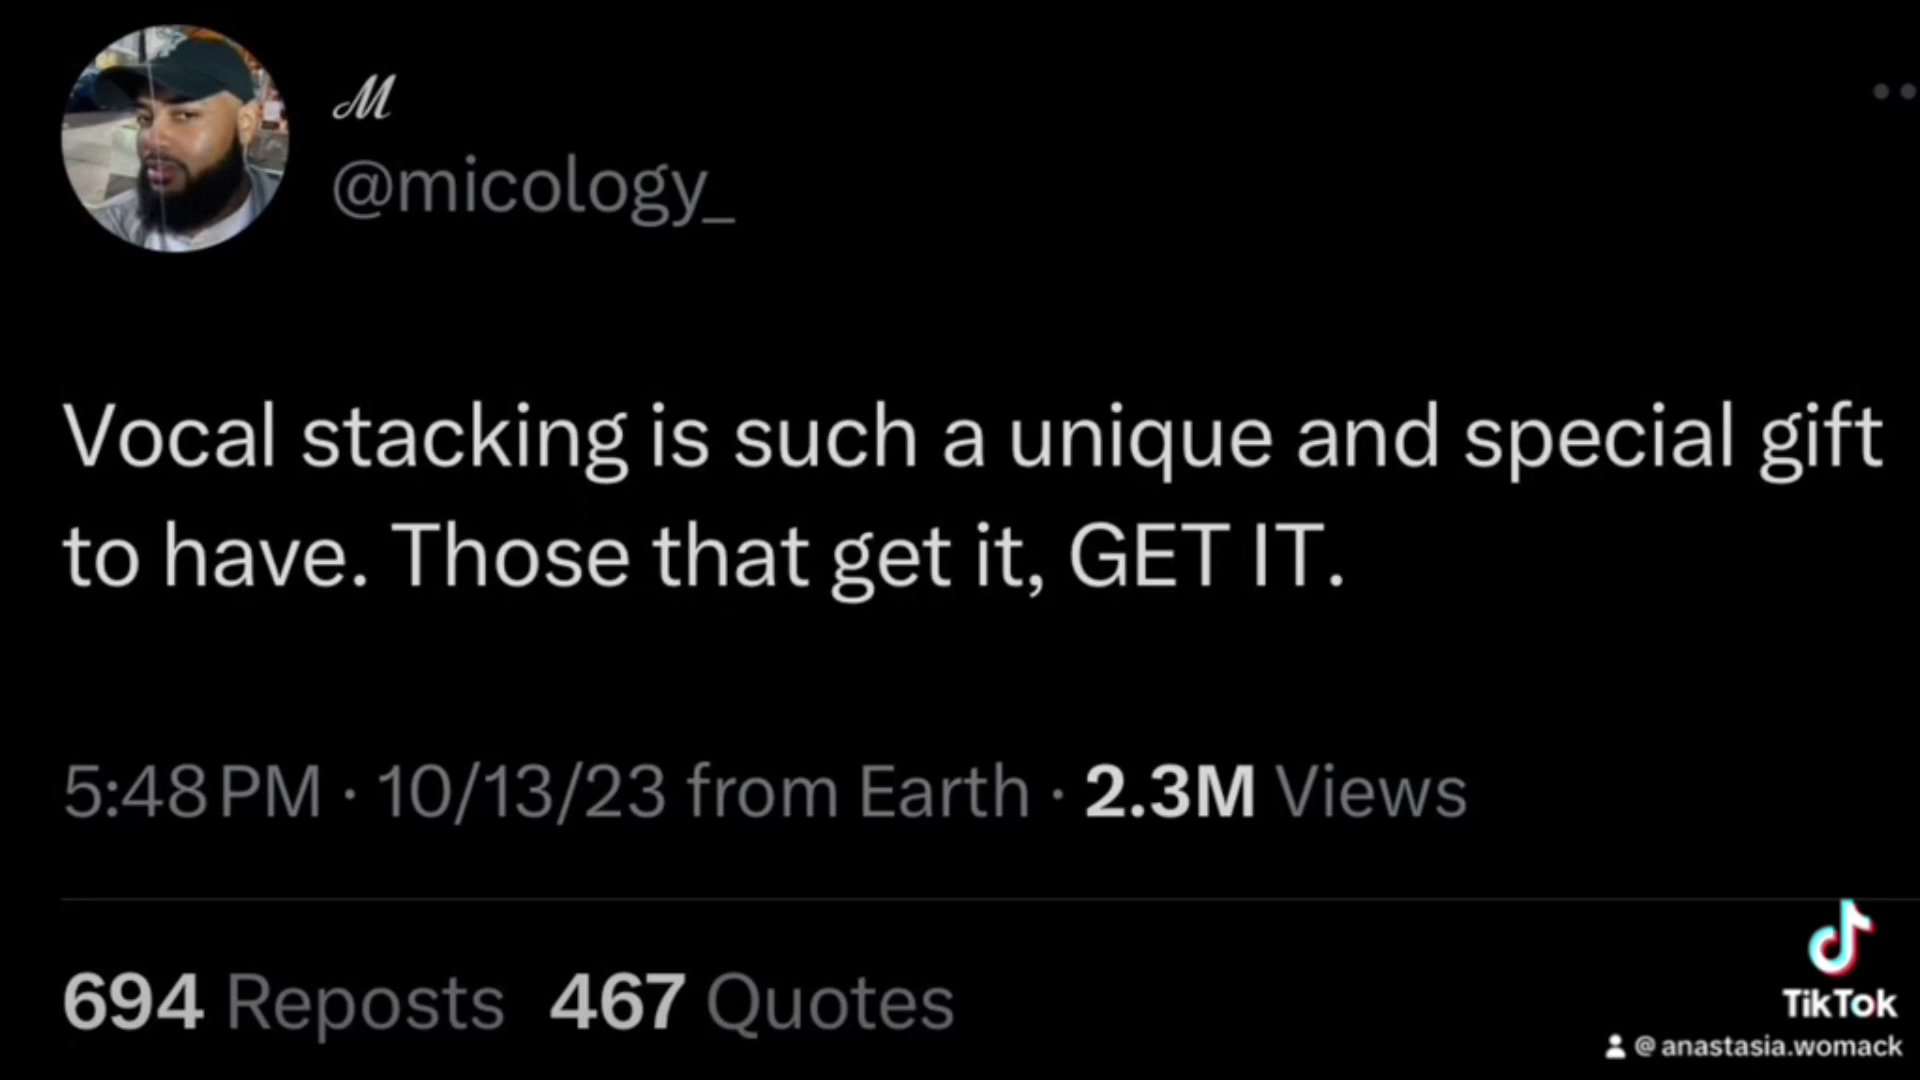 ℳ
@micology_
Vocal stacking is such a unique and special gift
to have. Those that get it, GET IT.
5:48 PM · 10/13/23 from Earth · 2.3M Views
694 Reposts 467 Quotes
TikTok
@anastasia.womack